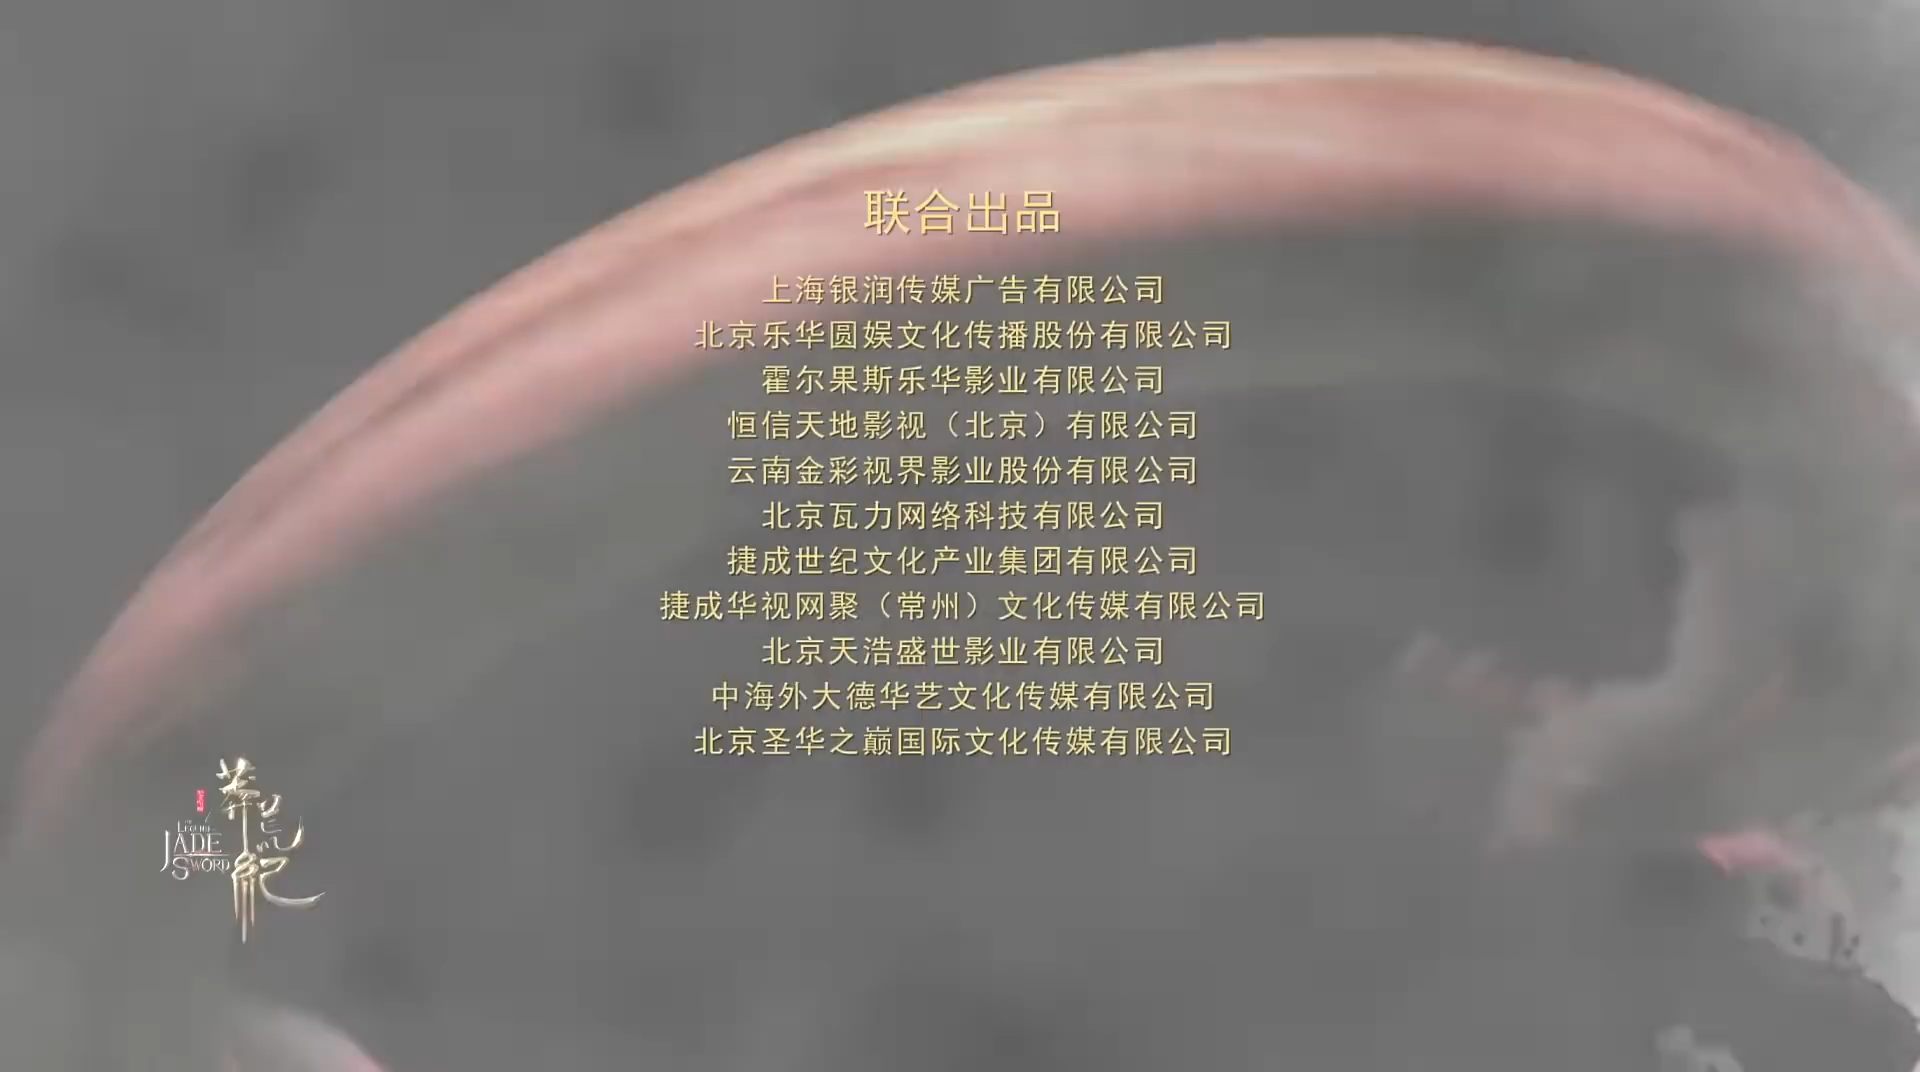 联合出品
上海银润传媒广告有限公司
北京乐华圆娱文化传播股份有限公司
霍尔果斯乐华影业有限公司
恒信天地影视（北京）有限公司
云南金彩视界影业股份有限公司
北京瓦力网络科技有限公司
捷成世纪文化产业集团有限公司
捷成华视网聚（常州）文化传媒有限公司
北京天浩盛世影业有限公司
中海外大德华艺文化传媒有限公司
北京圣华之巅国际文化传媒有限公司
莽荒纪
LEGEND
JADE
SWORD